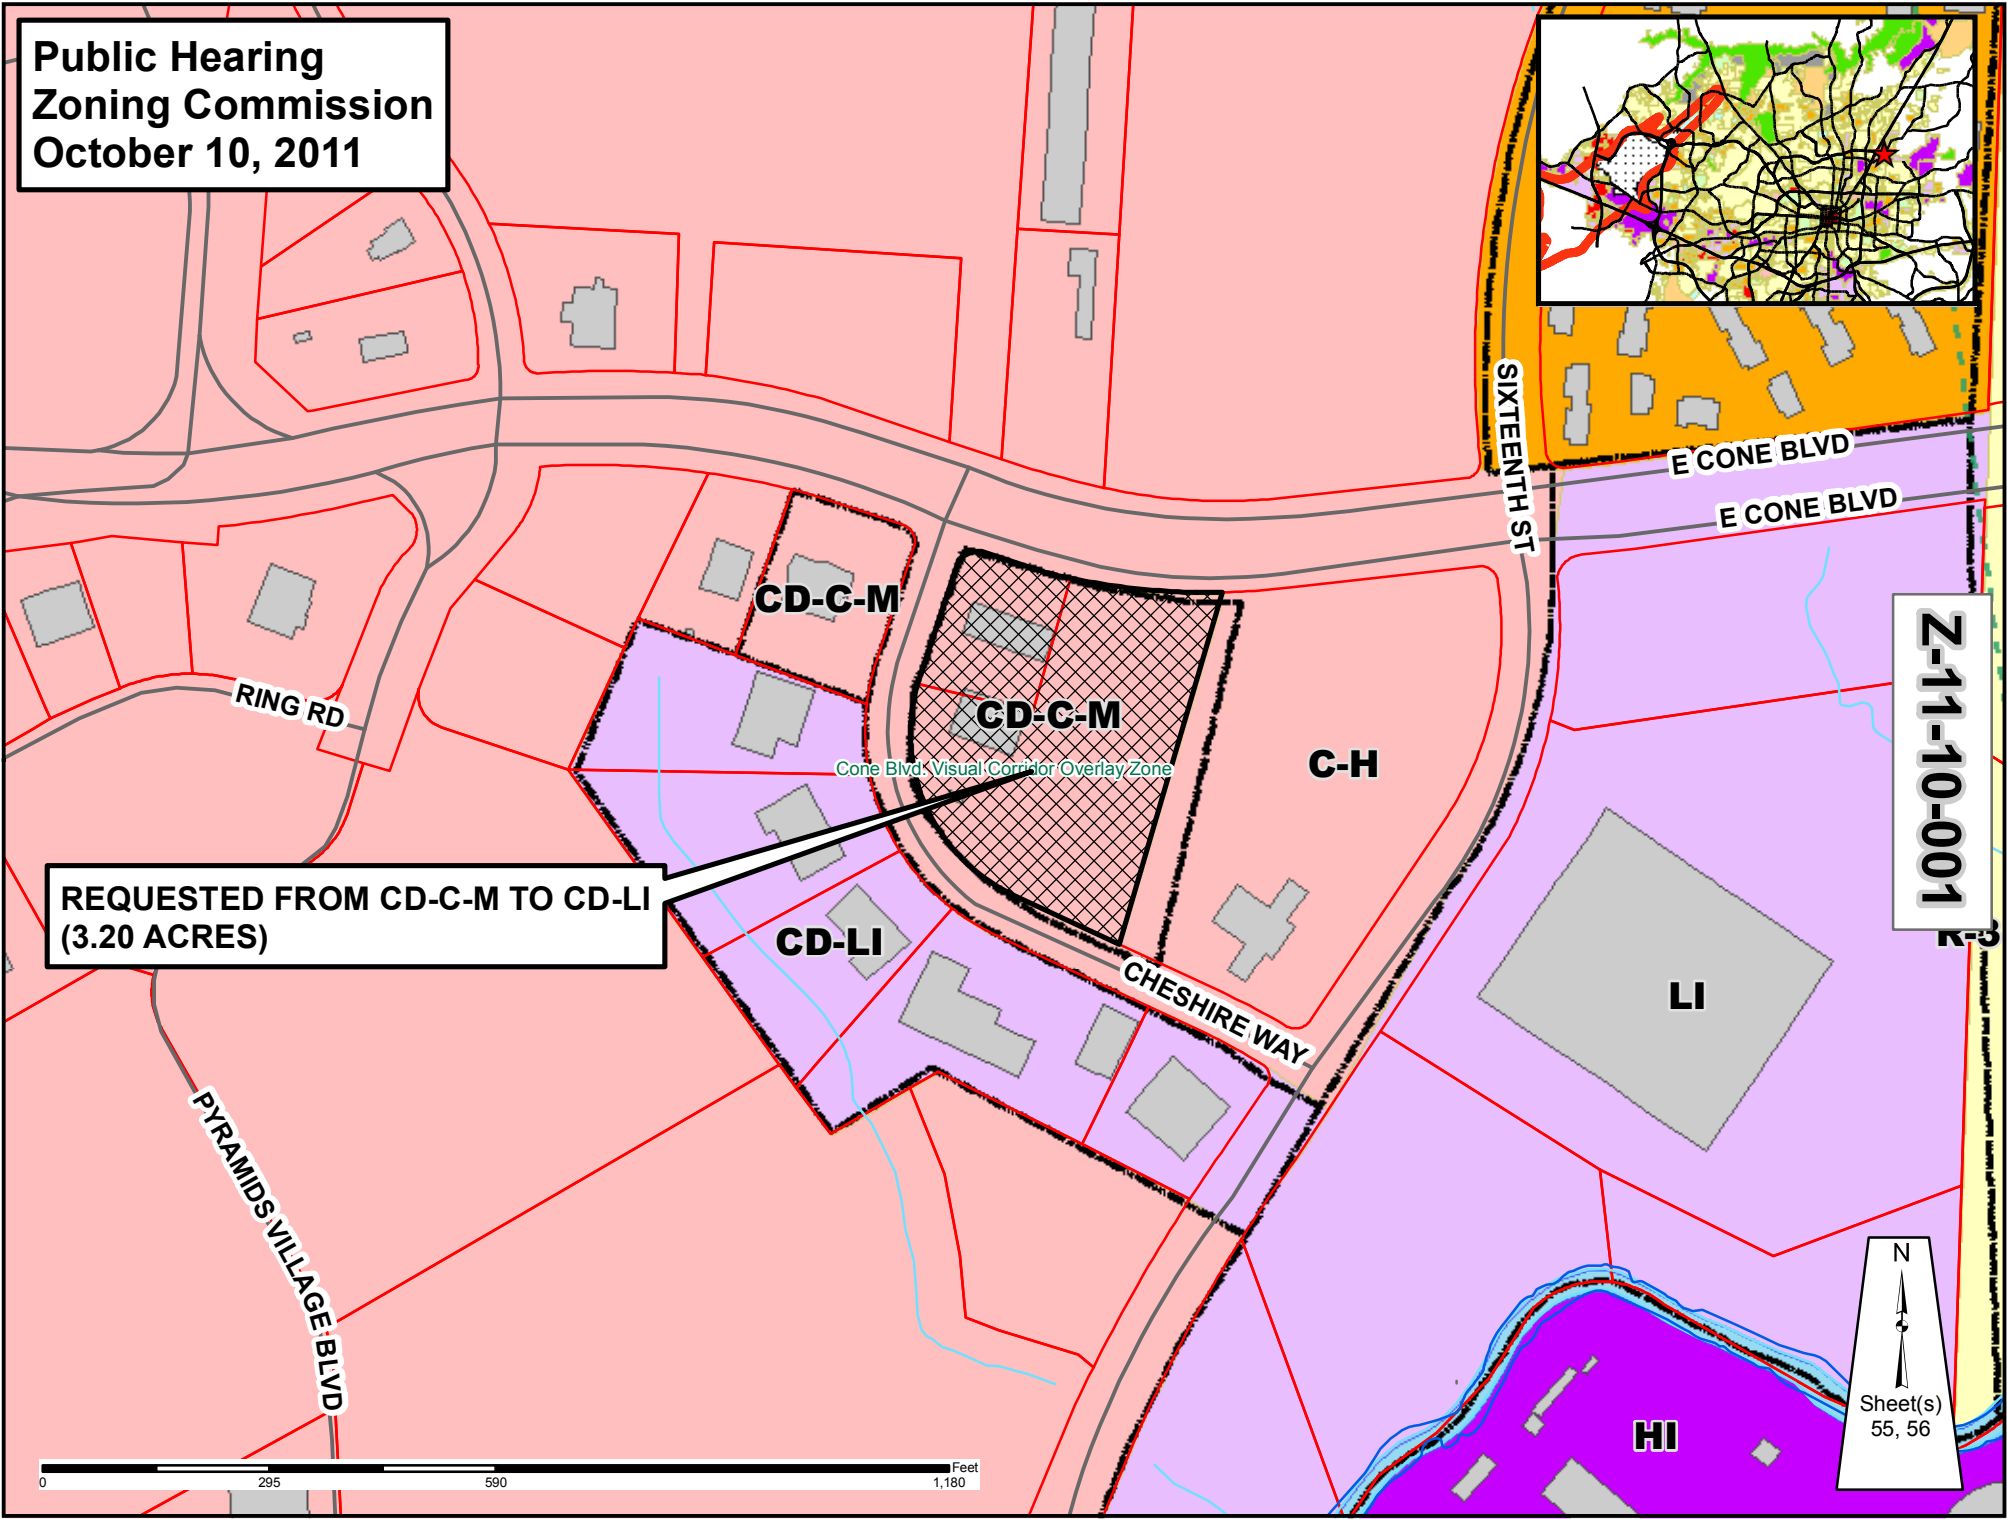 Public Hearing
Zoning Commission
October 10, 2011
SIXTEENTH ST
E CONE BLVD
E CONE BLVD
CD-C-M
RING RD
CD-C-M
Cone Blvd. Visual Corridor Overlay Zone
C-H
Z-11-10-001
REQUESTED FROM CD-C-M TO CD-LI
(3.20 ACRES)
CD-LI
CHESHIRE WAY
LI
PYRAMIDS VILLAGE BLVD
HI
N
Sheet(s)
55, 56
Feet
0 295 590 1,180